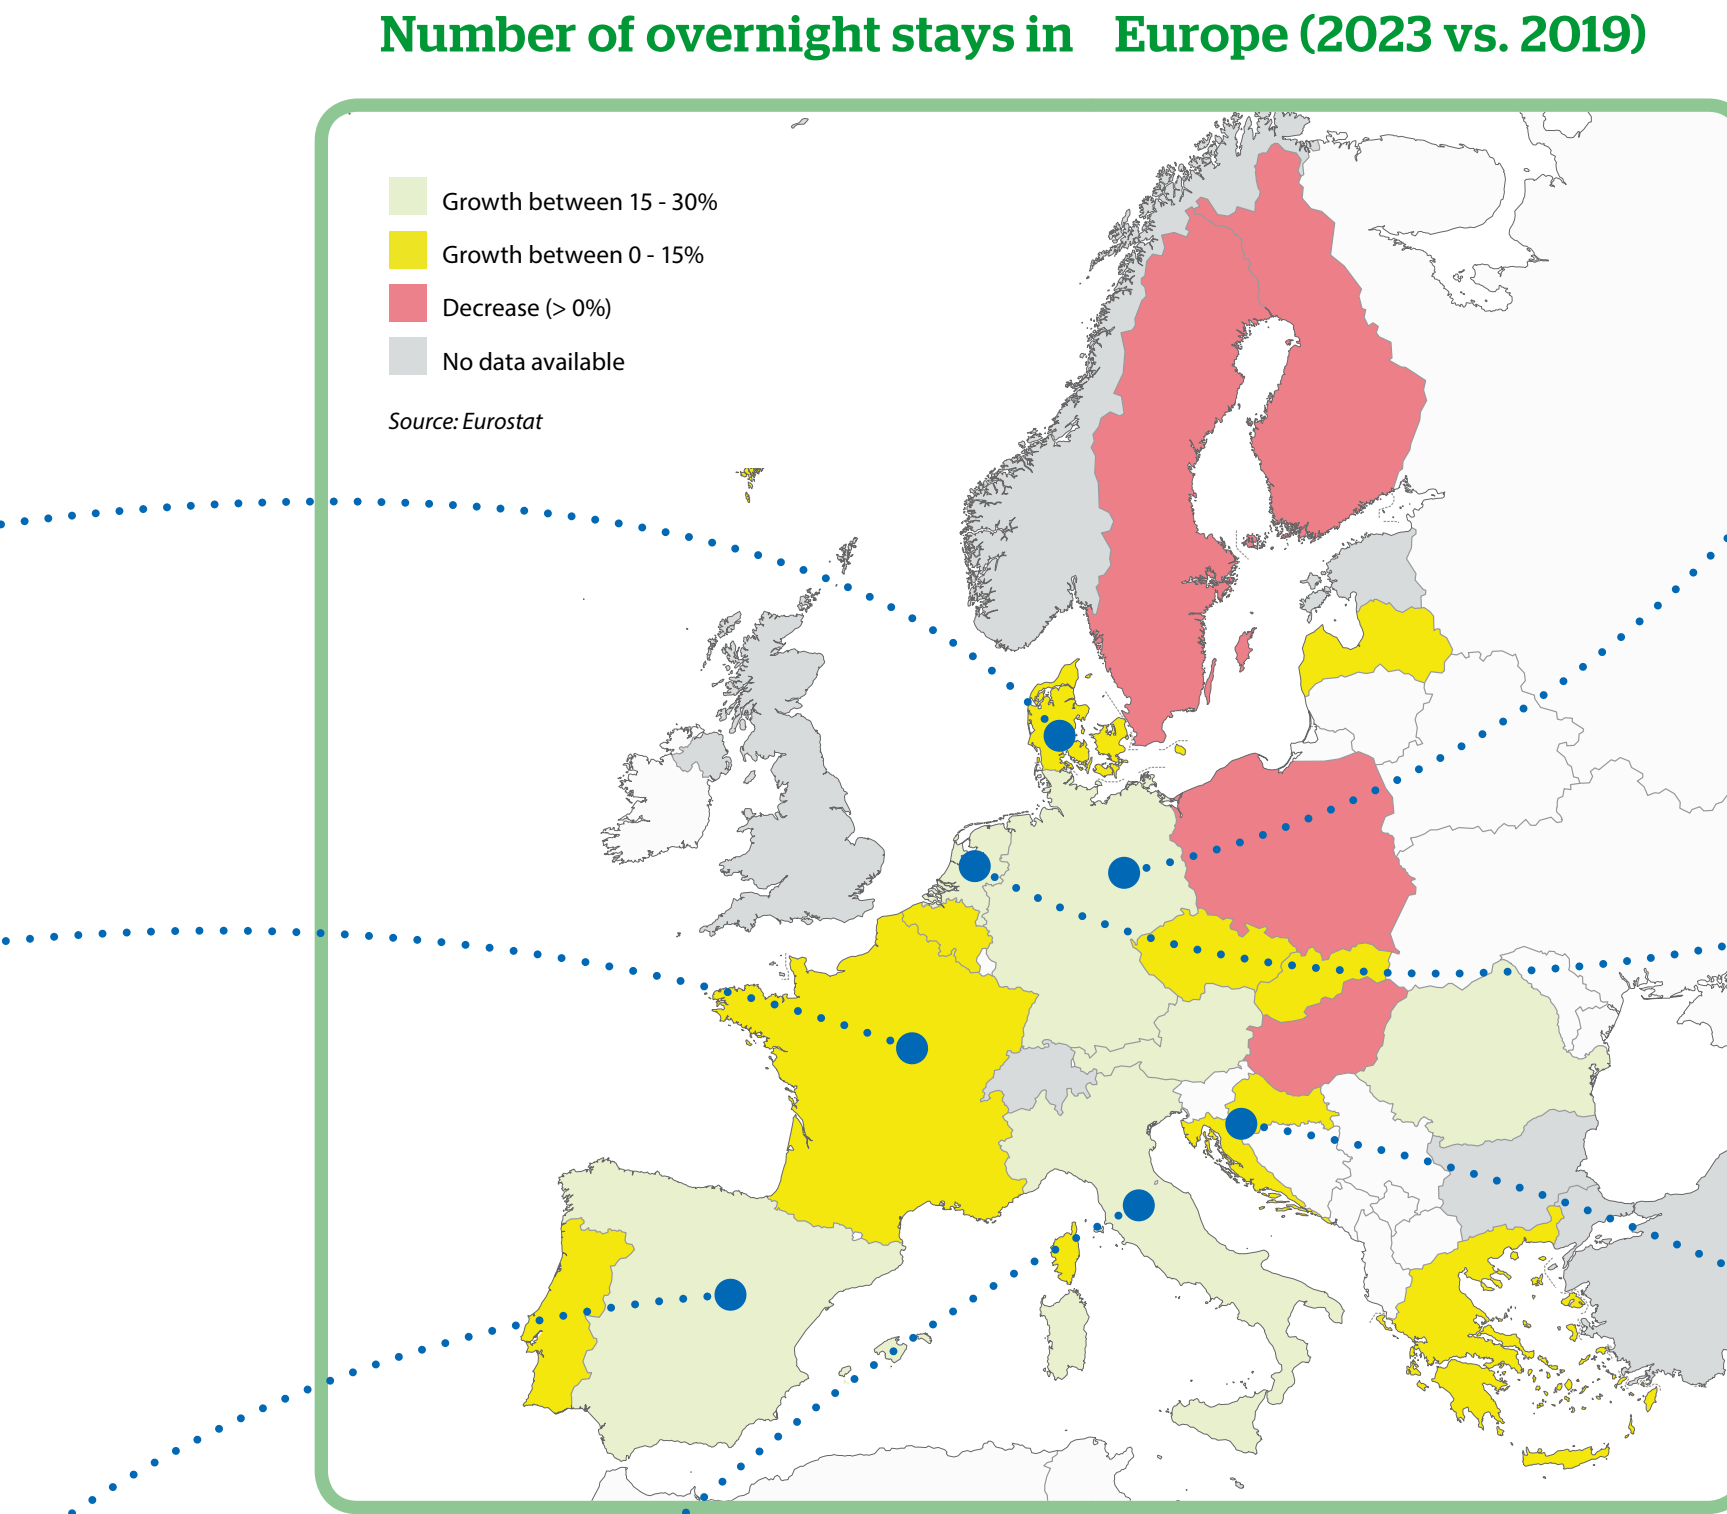 Number of overnight stays in Europe (2023 vs. 2019)
Growth between 15 - 30%
Growth between 0 - 15%
Decrease (> 0%)
No data available
Source: Eurostat